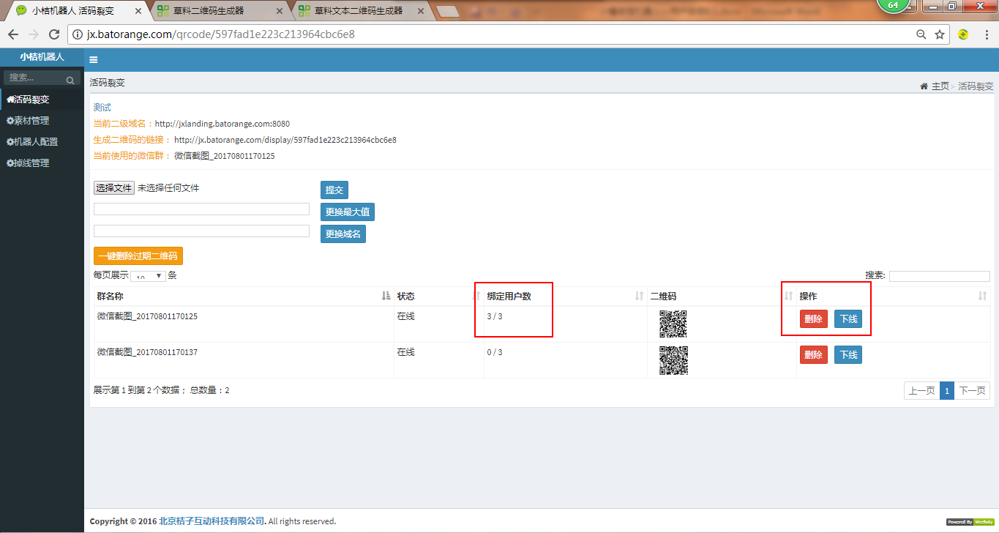 小桔机器人 活码裂变
草料二维码生成器
草料文本二维码生成器
64
jx.batorange.com/qrcode/597fad1e223c213964cbc6e8
小桔机器人
搜索...
活码裂变
素材管理
机器人配置
掉线管理
活码裂变
主页 > 活码裂变
测试
当前二级域名：http://jxlanding.batorange.com:8080
生成二维码的链接： http://jx.batorange.com/display/597fad1e223c213964cbc6e8
当前使用的微信群： 微信截图_20170801170125
选择文件 未选择任何文件 提交
更换最大值
更换域名
一键删除过期二维码
每页展示 10 条 搜索:
群名称 状态 绑定用户数 二维码 操作
微信截图_20170801170125 在线 3 / 3 删除 下线
微信截图_20170801170137 在线 0 / 3 删除 下线
展示第 1 到第 2 个数据； 总数量：2 上一页 1 下一页
Copyright © 2016 北京桔子互动科技有限公司. All rights reserved.
Powered By